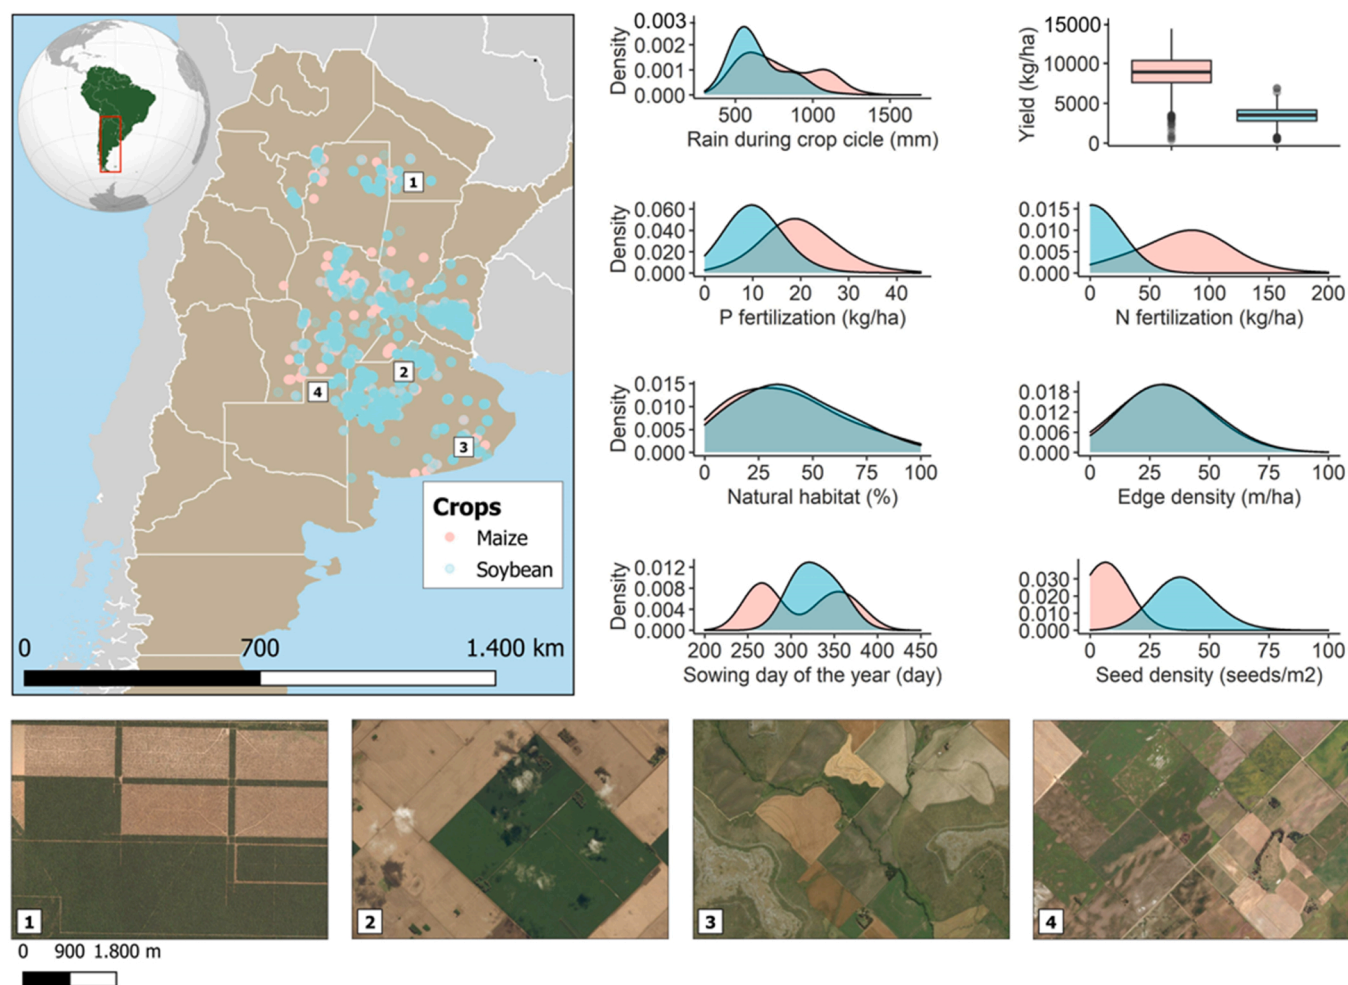 1
2
4
3
Crops
Maize
Soybean
0 700 1.400 km
0.003
0.002
0.001
0.000
Density
500 1000 1500
Rain during crop cicle (mm)
15000
10000
5000
0
Yield (kg/ha)
0.060
0.040
0.020
0.000
Density
0 10 20 30 40
P fertilization (kg/ha)
0.015
0.010
0.005
0.000
0 50 100 150 200
N fertilization (kg/ha)
0.015
0.010
0.005
0.000
Density
0 25 50 75 100
Natural habitat (%)
0.018
0.012
0.006
0.000
0 25 50 75 100
Edge density (m/ha)
0.012
0.008
0.004
0.000
Density
200 250 300 350 400 450
Sowing day of the year (day)
0.030
0.020
0.010
0.000
0 25 50 75 100
Seed density (seeds/m2)
1
2
3
4
0 900 1.800 m